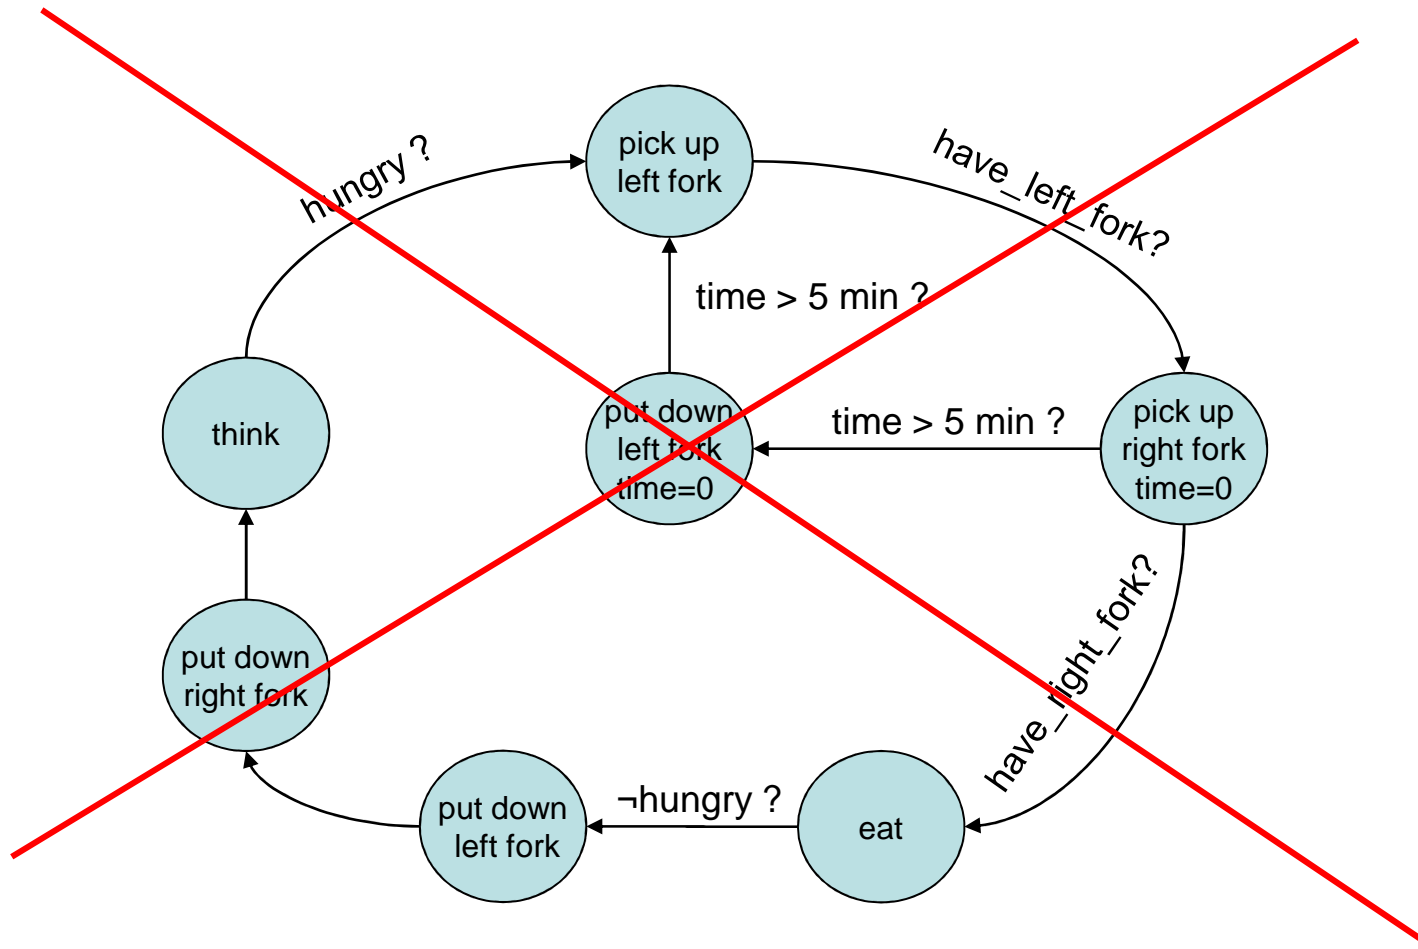 pick up
left fork
hungry ?
have_left_fork?
time > 5 min ?
think
put down
left fork
time=0
time > 5 min ?
pick up
right fork
time=0
put down
right fork
have_right_fork?
put down
left fork
¬hungry ?
eat